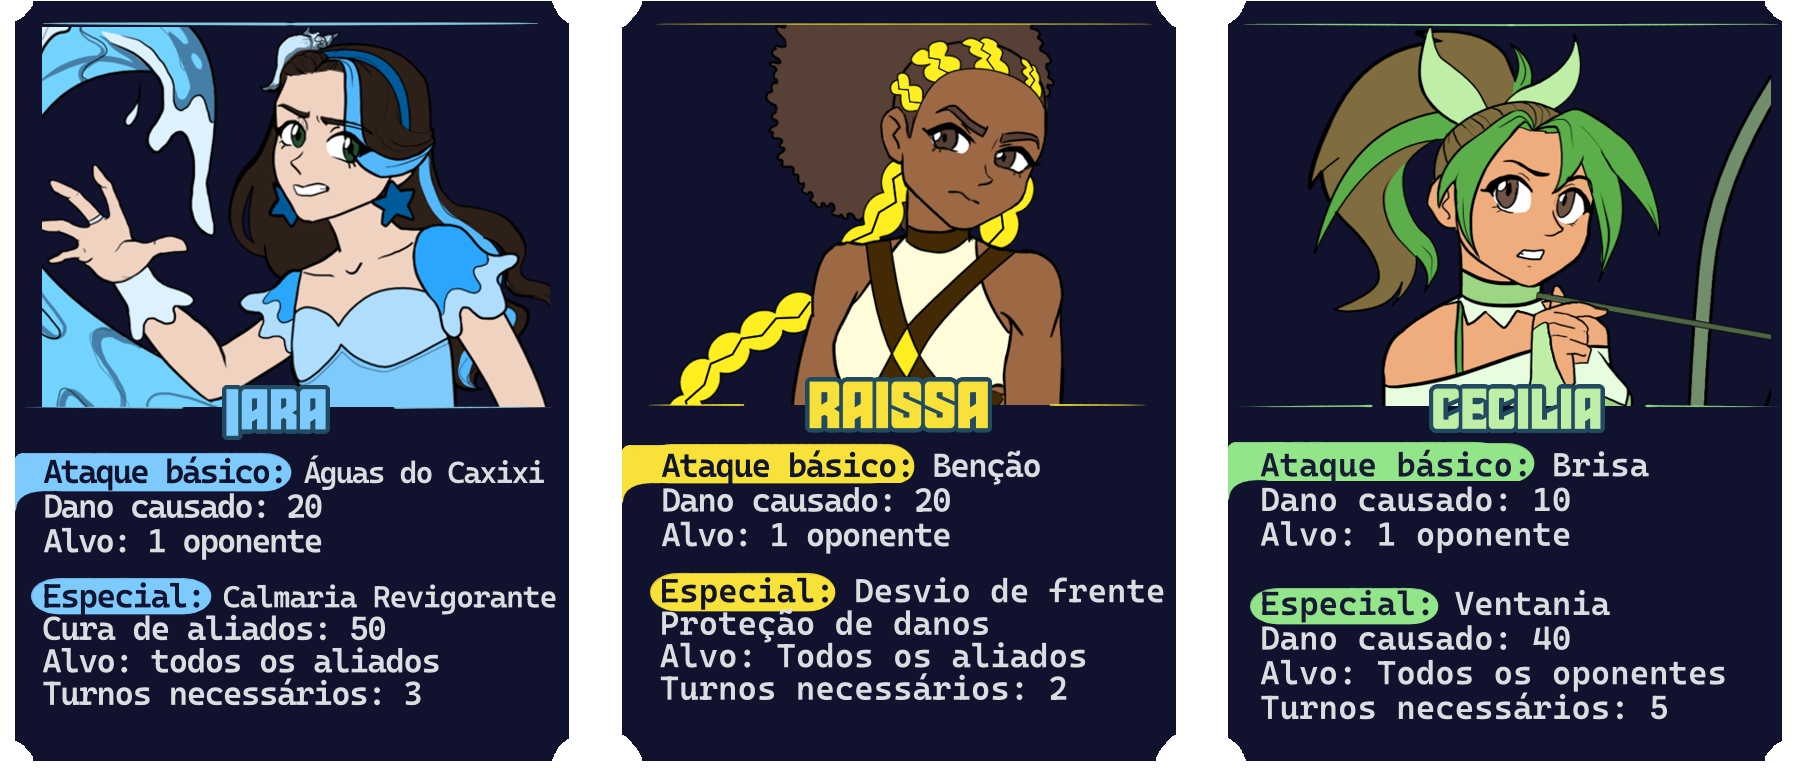 IARA
Ataque básico: Águas do Caxixi
Dano causado: 20
Alvo: 1 oponente
Especial: Calmaria Revigorante
Cura de aliados: 50
Alvo: todos os aliados
Turnos necessários: 3
RAISSA
Ataque básico: Benção
Dano causado: 20
Alvo: 1 oponente
Especial: Desvio de frente
Proteção de danos
Alvo: Todos os aliados
Turnos necessários: 2
CECILIA
Ataque básico: Brisa
Dano causado: 10
Alvo: 1 oponente
Especial: Ventania
Dano causado: 40
Alvo: Todos os oponentes
Turnos necessários: 5